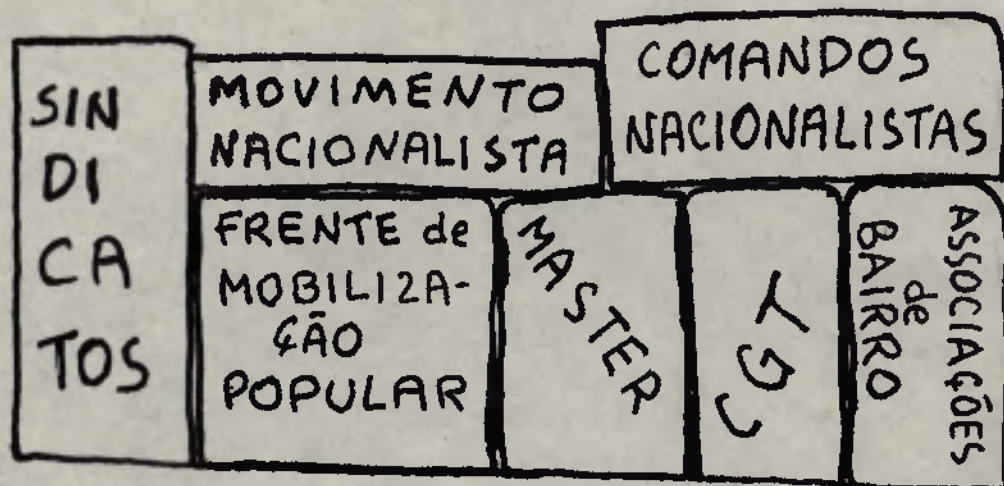 SIN
DI
CA
TOS
MOVIMENTO
NACIONALISTA
COMANDOS
NACIONALISTAS
FRENTE de
MOBILIZA-
ÇÃO
POPULAR
MASTER
CGT
ASSOCIAÇÕES
de
BAIRRO